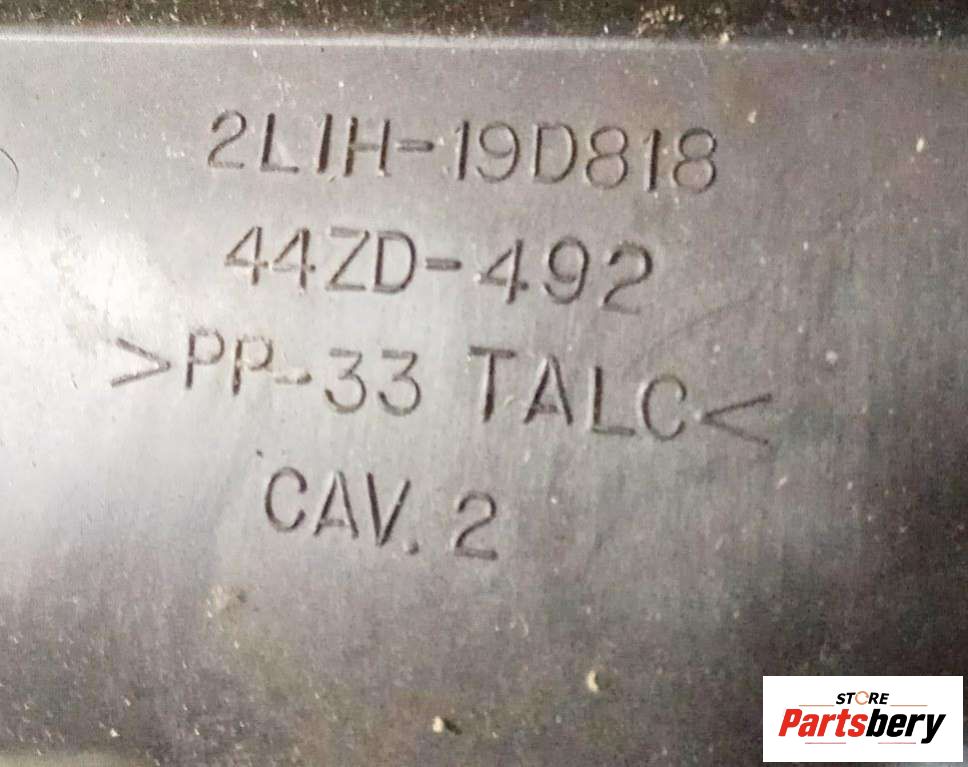 2L1H-19D818
44ZD-492
>PP-33 TALC<
CAV. 2
STORE
Partsbery